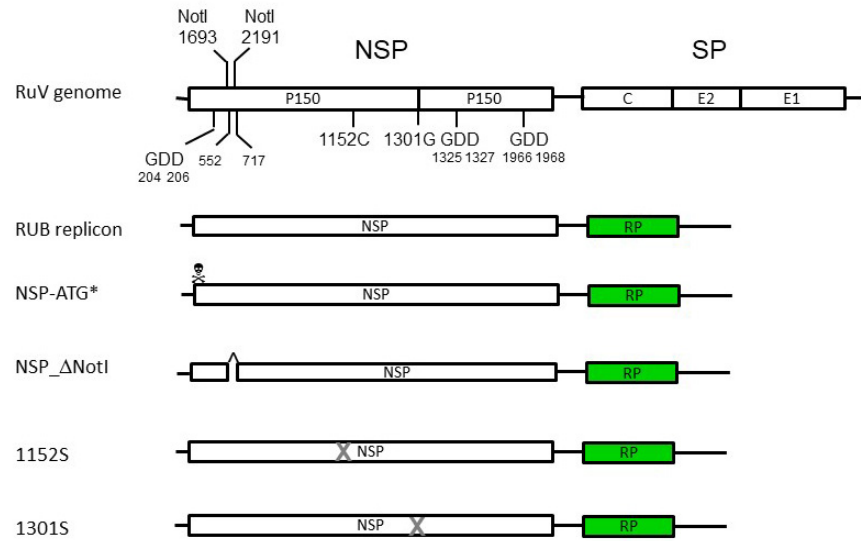 NotI NotI
1693 2191
NSP SP
RuV genome
P150 P150 C E2 E1
GDD 552 717 1152C 1301G GDD GDD
204 206 1325 1327 1966 1968
RUB replicon NSP RP
NSP-ATG* NSP RP
NSP_ΔNotI NSP RP
1152S X NSP RP
1301S NSP X RP